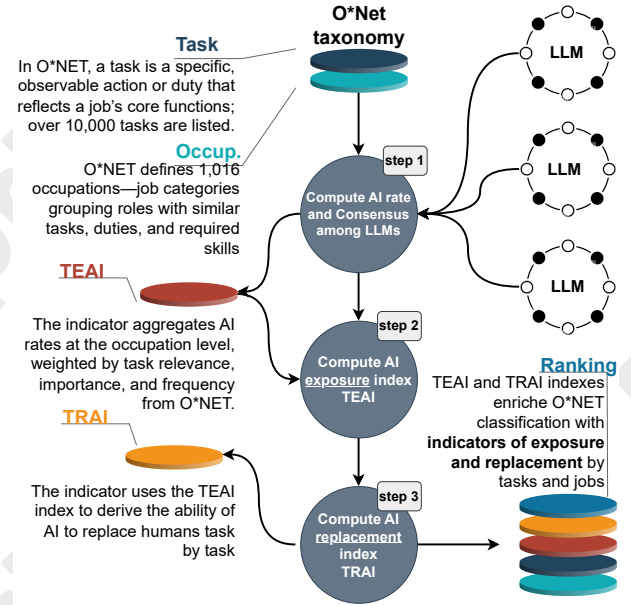 O*Net
taxonomy
Task
In O*NET, a task is a specific,
observable action or duty that
reflects a job's core functions;
over 10,000 tasks are listed.
Occup.
O*NET defines 1,016
occupations—job categories
grouping roles with similar
tasks, duties, and required
skills
LLM
LLM
LLM
step 1
Compute AI rate
and Consensus
among LLMs
TEAI
The indicator aggregates AI
rates at the occupation level,
weighted by task relevance,
importance, and frequency
from O*NET.
step 2
Compute AI
exposure index
TEAI
TRAI
The indicator uses the TEAI
index to derive the ability of
AI to replace humans task
by task
step 3
Compute AI
replacement
index
TRAI
Ranking
TEAI and TRAI indexes
enriche O*NET
classification with
indicators of exposure
and replacement by
tasks and jobs